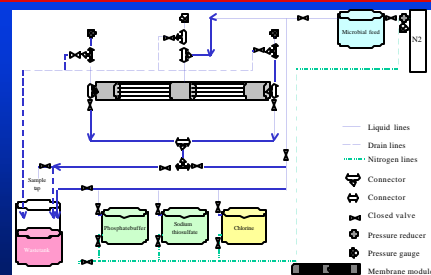 Microbial feed
N2
Liquid lines
Drain lines
Nitrogen lines
Connector
Connector
Closed valve
Pressure reducer
Pressure gauge
Membrane module
Sample
tap
Phosphatebuffer
Sodium
thiosulfate
Chlorine